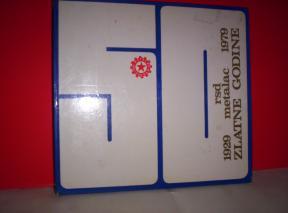 rsd
1929 metalac 1979
ZLATNE GODINE